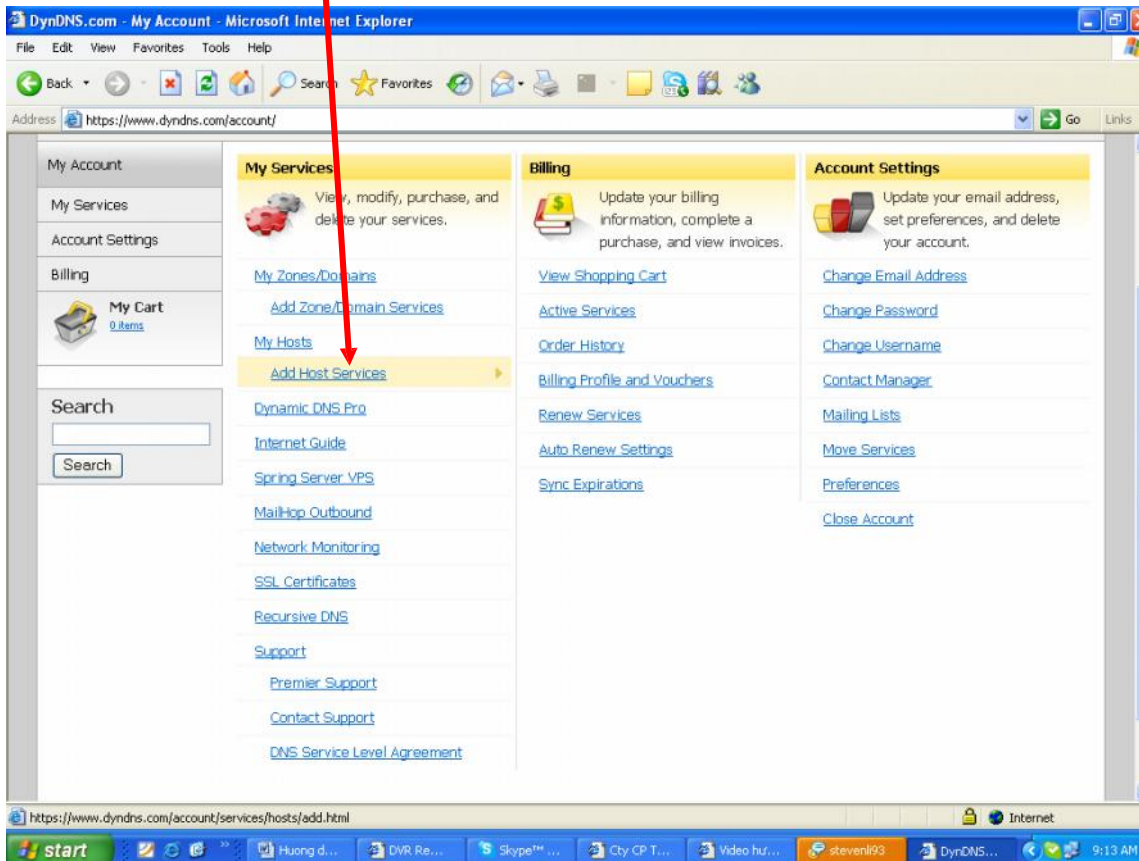 DynDNS.com - My Account - Microsoft Internet Explorer
File Edit View Favorites Tools Help
Back Search Favorites
Address https://www.dyndns.com/account/ Go Links
My Account
My Services
Account Settings
Billing
My Cart
0 items
Search
Search
My Services
View, modify, purchase, and
delete your services.
My Zones/Domains
Add Zone/Domain Services
My Hosts
Add Host Services
Dynamic DNS Pro
Internet Guide
Spring Server VPS
MailHop Outbound
Network Monitoring
SSL Certificates
Recursive DNS
Support
Premier Support
Contact Support
DNS Service Level Agreement
Billing
Update your billing
information, complete a
purchase, and view invoices.
View Shopping Cart
Active Services
Order History
Billing Profile and Vouchers
Renew Services
Auto Renew Settings
Sync Expirations
Account Settings
Update your email address,
set preferences, and delete
your account.
Change Email Address
Change Password
Change Username
Contact Manager
Mailing Lists
Move Services
Preferences
Close Account
https://www.dyndns.com/account/services/hosts/add.html Internet
start Huong d... DVR Re... Skype™ ... Cty CP T... Video hư... stevenli93 DynDNS... 9:13 AM